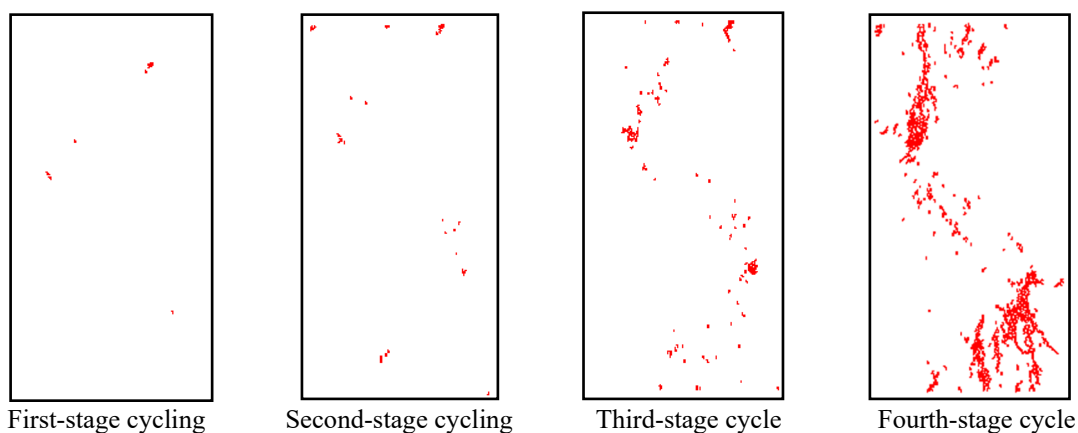 First-stage cycling
Second-stage cycling
Third-stage cycle
Fourth-stage cycle